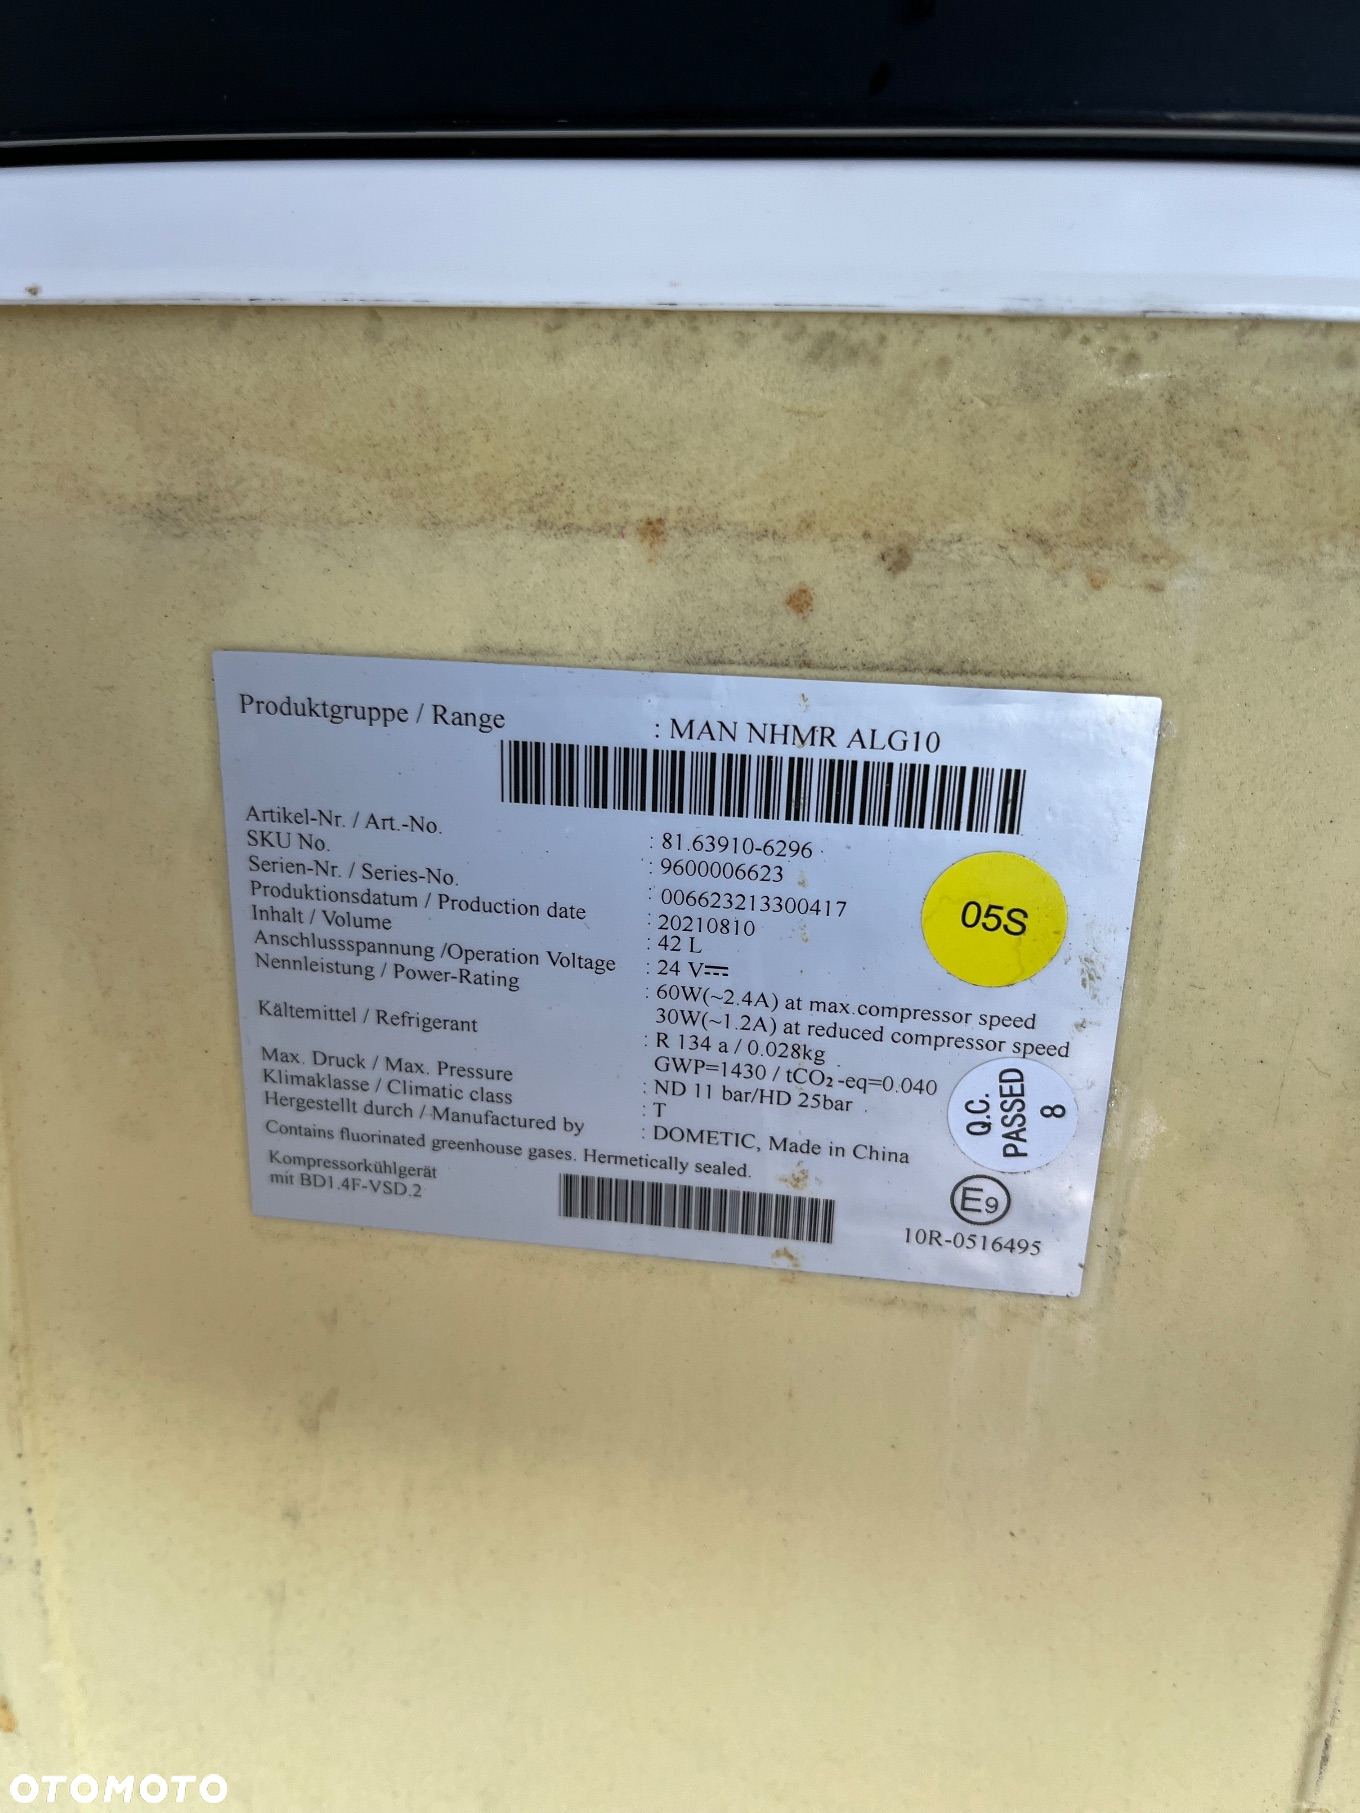 Produktgruppe / Range : MAN NHMR ALG10
Artikel-Nr. / Art.-No. : 81.63910-6296
SKU No. : 9600006623
Serien-Nr. / Series-No. : 006623213300417
Produktionsdatum / Production date : 20210810
Inhalt / Volume : 42 L
Anschlussspannung /Operation Voltage : 24 V
Nennleistung / Power-Rating : 60W(~2.4A) at max.compressor speed
30W(~1.2A) at reduced compressor speed
Kältemittel / Refrigerant : R 134 a / 0.028kg
GWP=1430 / tCO₂-eq=0.040
Max. Druck / Max. Pressure : ND 11 bar/HD 25bar
Klimaklasse / Climatic class : T
Hergestellt durch / Manufactured by : DOMETIC, Made in China
Contains fluorinated greenhouse gases. Hermetically sealed.
Kompressorkühlgerät
mit BD1.4F-VSD.2
05S
Q.C.
PASSED
8
E9
10R-0516495
OTOMOTO